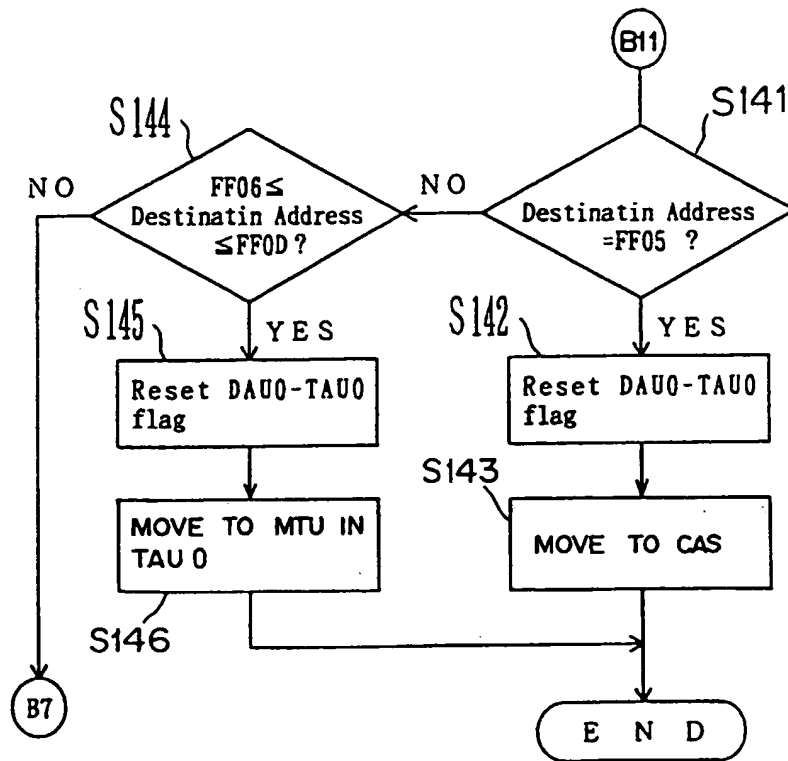 B11
S141
Destinatin Address
=FF05 ?
NO
YES
S142
Reset DAU0-TAU0
flag
S143
MOVE TO CAS
S144
FF06≤
Destinatin Address
≤FF0D?
NO
YES
S145
Reset DAU0-TAU0
flag
MOVE TO MTU IN
TAU 0
S146
B7
END